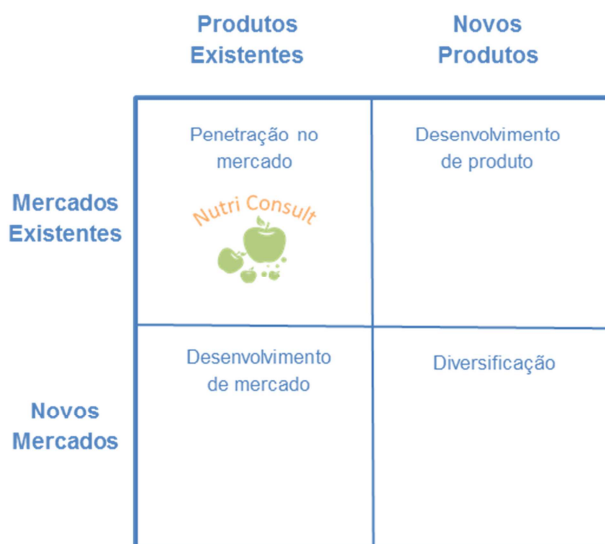 Produtos
Existentes
Novos
Produtos
Mercados
Existentes
Penetração no
mercado
Nutri Consult
Desenvolvimento
de produto
Novos
Mercados
Desenvolvimento
de mercado
Diversificação